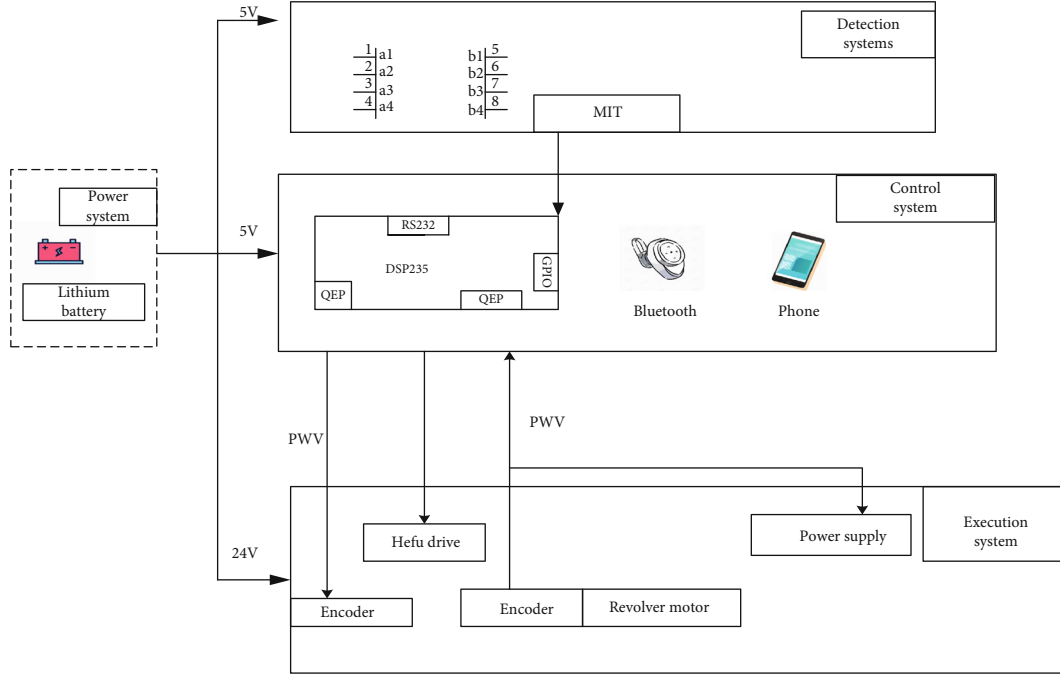 5V
Detection
systems
1
a1
2
a2
3
a3
4
a4
b1
5
b2
6
b3
7
b4
8
MIT
Power
system
Lithium
battery
5V
Control
system
RS232
DSP235
GPIO
QEP
QEP
Bluetooth
Phone
PWV
PWV
24V
Hefu drive
Power supply
Execution
system
Encoder
Encoder
Revolver motor